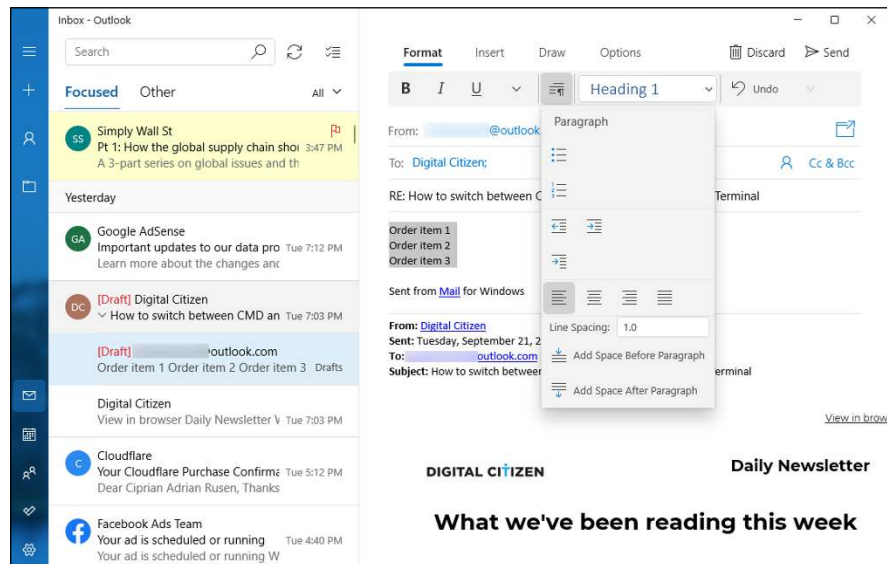 Inbox - Outlook
Search
Focused Other All
SS
Simply Wall St
Pt 1: How the global supply chain shor 3:47 PM
A 3-part series on global issues and th
Yesterday
GA
Google AdSense
Important updates to our data pro Tue 7:12 PM
Learn more about the changes and
DC
[Draft] Digital Citizen
How to switch between CMD an Tue 7:03 PM
[Draft] outlook.com
Order item 1 Order item 2 Order item 3 Drafts
Digital Citizen
View in browser Daily Newsletter Tue 7:03 PM
C
Cloudflare
Your Cloudflare Purchase Confirma Tue 5:12 PM
Dear Ciprian Adrian Rusen, Thanks
Facebook Ads Team
Your ad is scheduled or running Tue 4:40 PM
Your ad is scheduled or running W
Format Insert Draw Options Discard Send
B I U Heading 1 Undo
From: @outlook
To: Digital Citizen; Cc & Bcc
RE: How to switch between C Terminal
Order item 1
Order item 2
Order item 3
Sent from Mail for Windows
From: Digital Citizen
Sent: Tuesday, September 21, 2
To: outlook.com
Subject: How to switch between erminal
Paragraph
Line Spacing: 1.0
Add Space Before Paragraph
Add Space After Paragraph
View in brow
DIGITAL CITIZEN Daily Newsletter
What we've been reading this week